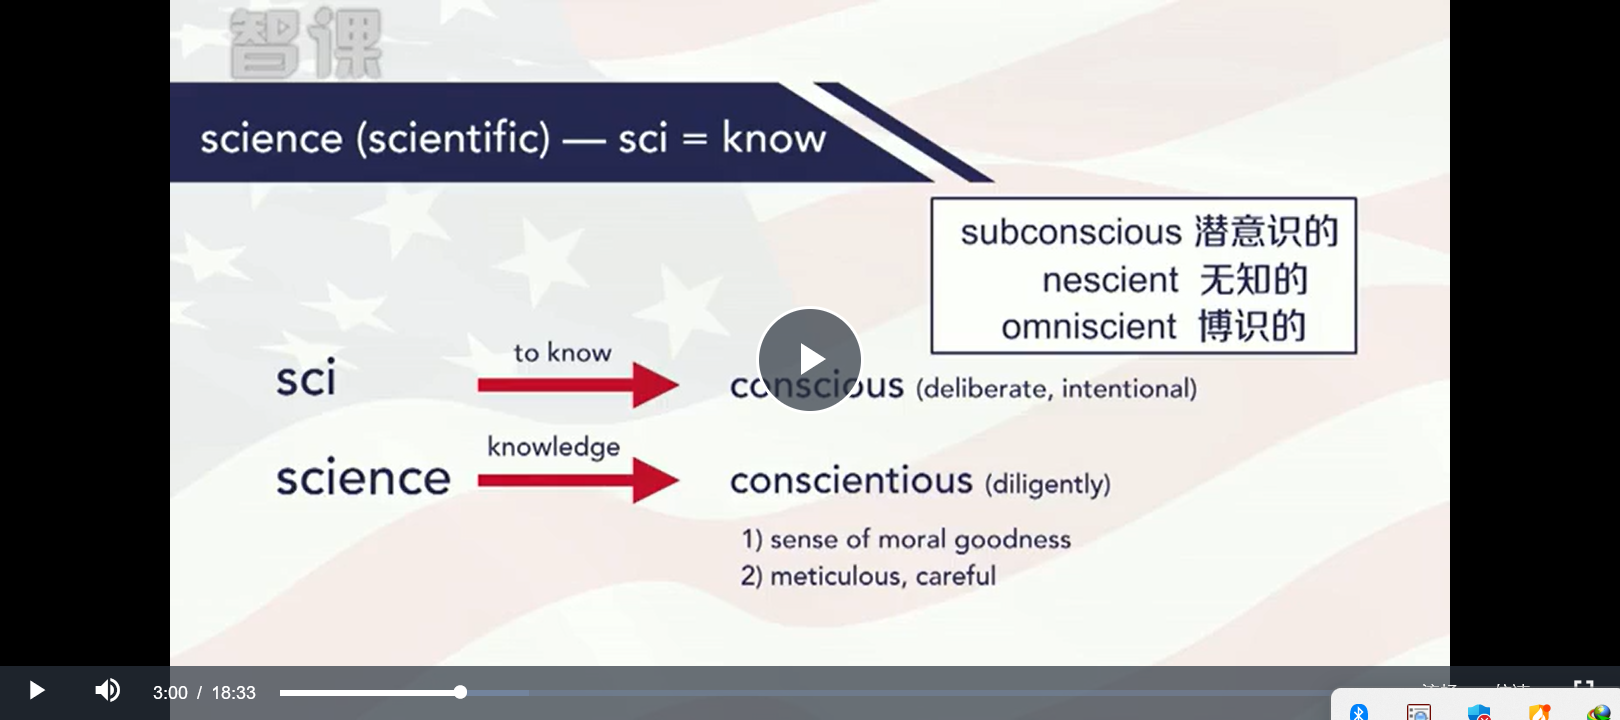 智课
science (scientific) — sci = know
subconscious 潜意识的
nescient 无知的
omniscient 博识的
to know
sci
conscious (deliberate, intentional)
knowledge
science
conscientious (diligently)
1) sense of moral goodness
2) meticulous, careful
3:00 / 18:33